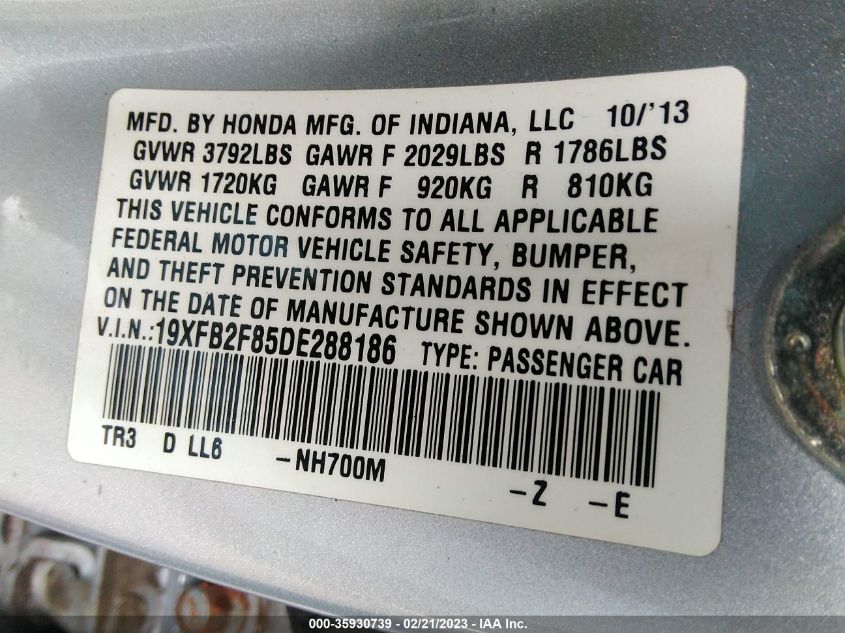 MFD. BY HONDA MFG. OF INDIANA, LLC 10/'13
GVWR 3792LBS GAWR F 2029LBS R 1786LBS
GVWR 1720KG GAWR F 920KG R 810KG
THIS VEHICLE CONFORMS TO ALL APPLICABLE
FEDERAL MOTOR VEHICLE SAFETY, BUMPER,
AND THEFT PREVENTION STANDARDS IN EFFECT
ON THE DATE OF MANUFACTURE SHOWN ABOVE.
V.I.N.:19XFB2F85DE288186 TYPE: PASSENGER CAR
TR3 D LL6 -NH700M -Z -E
000-35930739 - 02/21/2023 - IAA Inc.